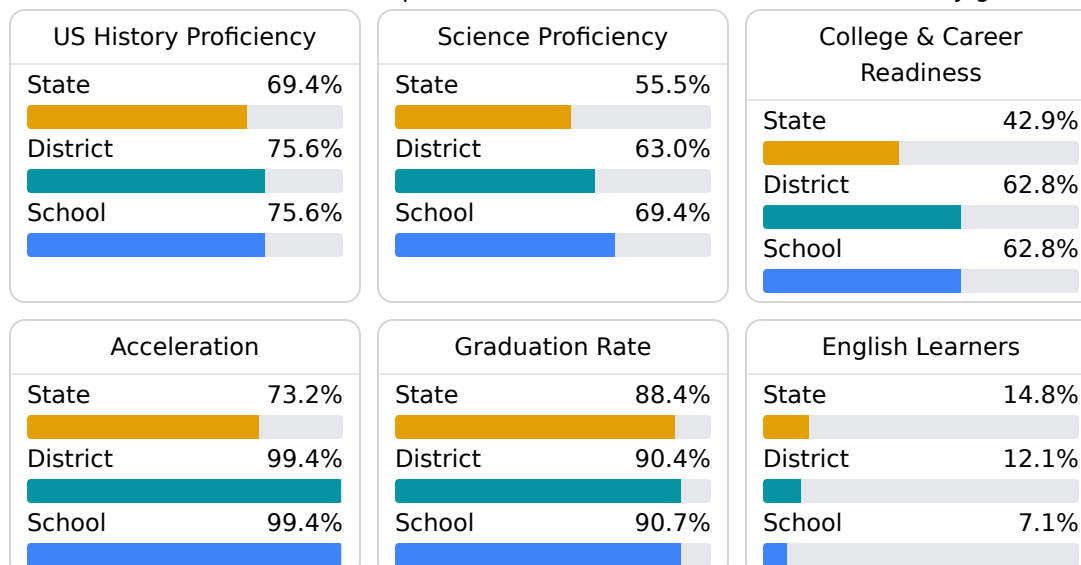 US History Proficiency
State 69.4%
District 75.6%
School 75.6%
Science Proficiency
State 55.5%
District 63.0%
School 69.4%
College & Career
Readiness
State 42.9%
District 62.8%
School 62.8%
Acceleration
State 73.2%
District 99.4%
School 99.4%
Graduation Rate
State 88.4%
District 90.4%
School 90.7%
English Learners
State 14.8%
District 12.1%
School 7.1%